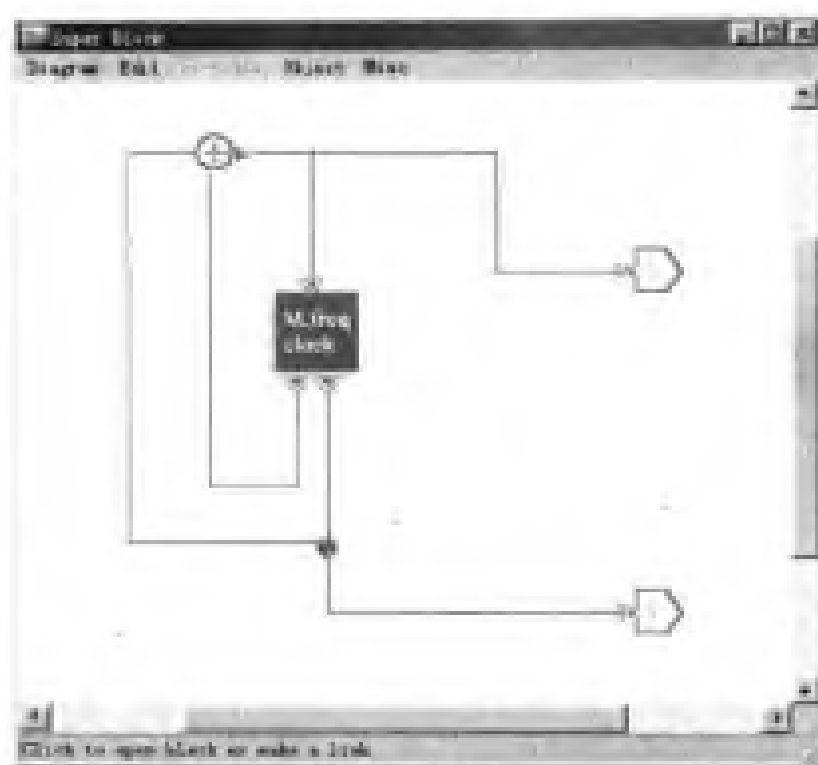 Super Block
Diagram Edit Object Misc
M.freq
clock
Click to open block or make a link